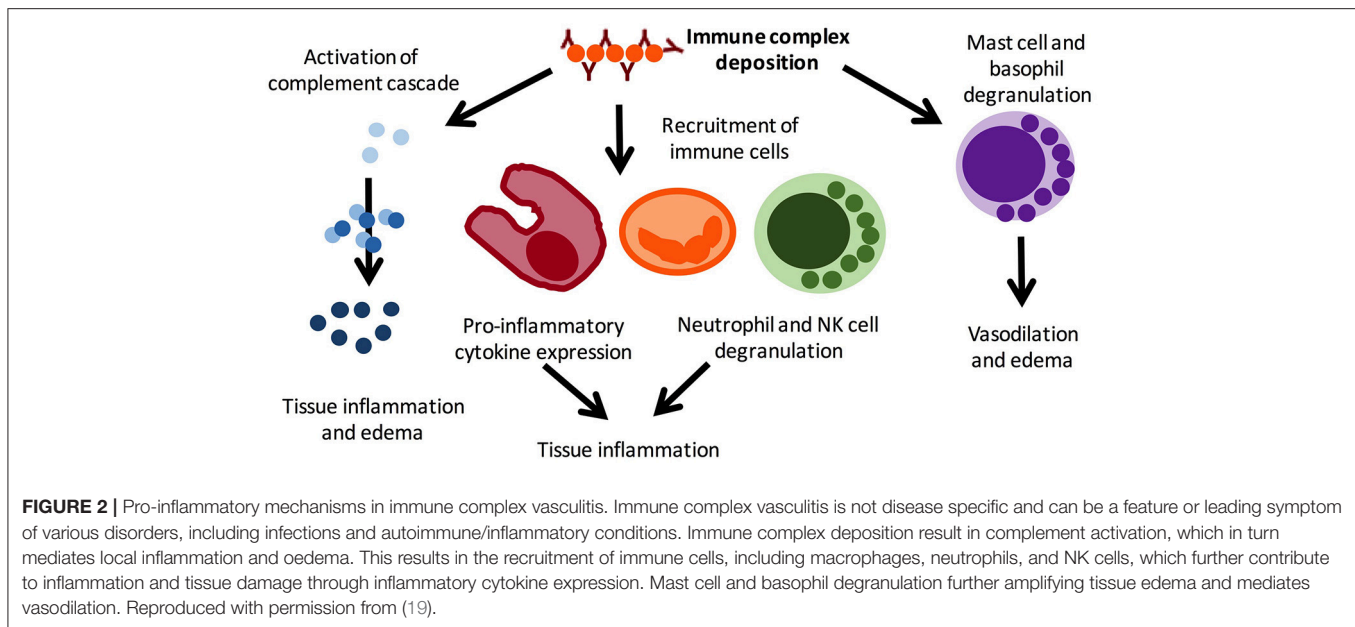 Activation of
complement cascade
Immune complex
deposition
Mast cell and
basophil
degranulation
Recruitment of
immune cells
Pro-inflammatory
cytokine expression
Neutrophil and NK cell
degranulation
Vasodilation
and edema
Tissue inflammation
and edema
Tissue inflammation
FIGURE 2 | Pro-inflammatory mechanisms in immune complex vasculitis. Immune complex vasculitis is not disease specific and can be a feature or leading symptom
of various disorders, including infections and autoimmune/inflammatory conditions. Immune complex deposition result in complement activation, which in turn
mediates local inflammation and oedema. This results in the recruitment of immune cells, including macrophages, neutrophils, and NK cells, which further contribute
to inflammation and tissue damage through inflammatory cytokine expression. Mast cell and basophil degranulation further amplifying tissue edema and mediates
vasodilation. Reproduced with permission from (19).